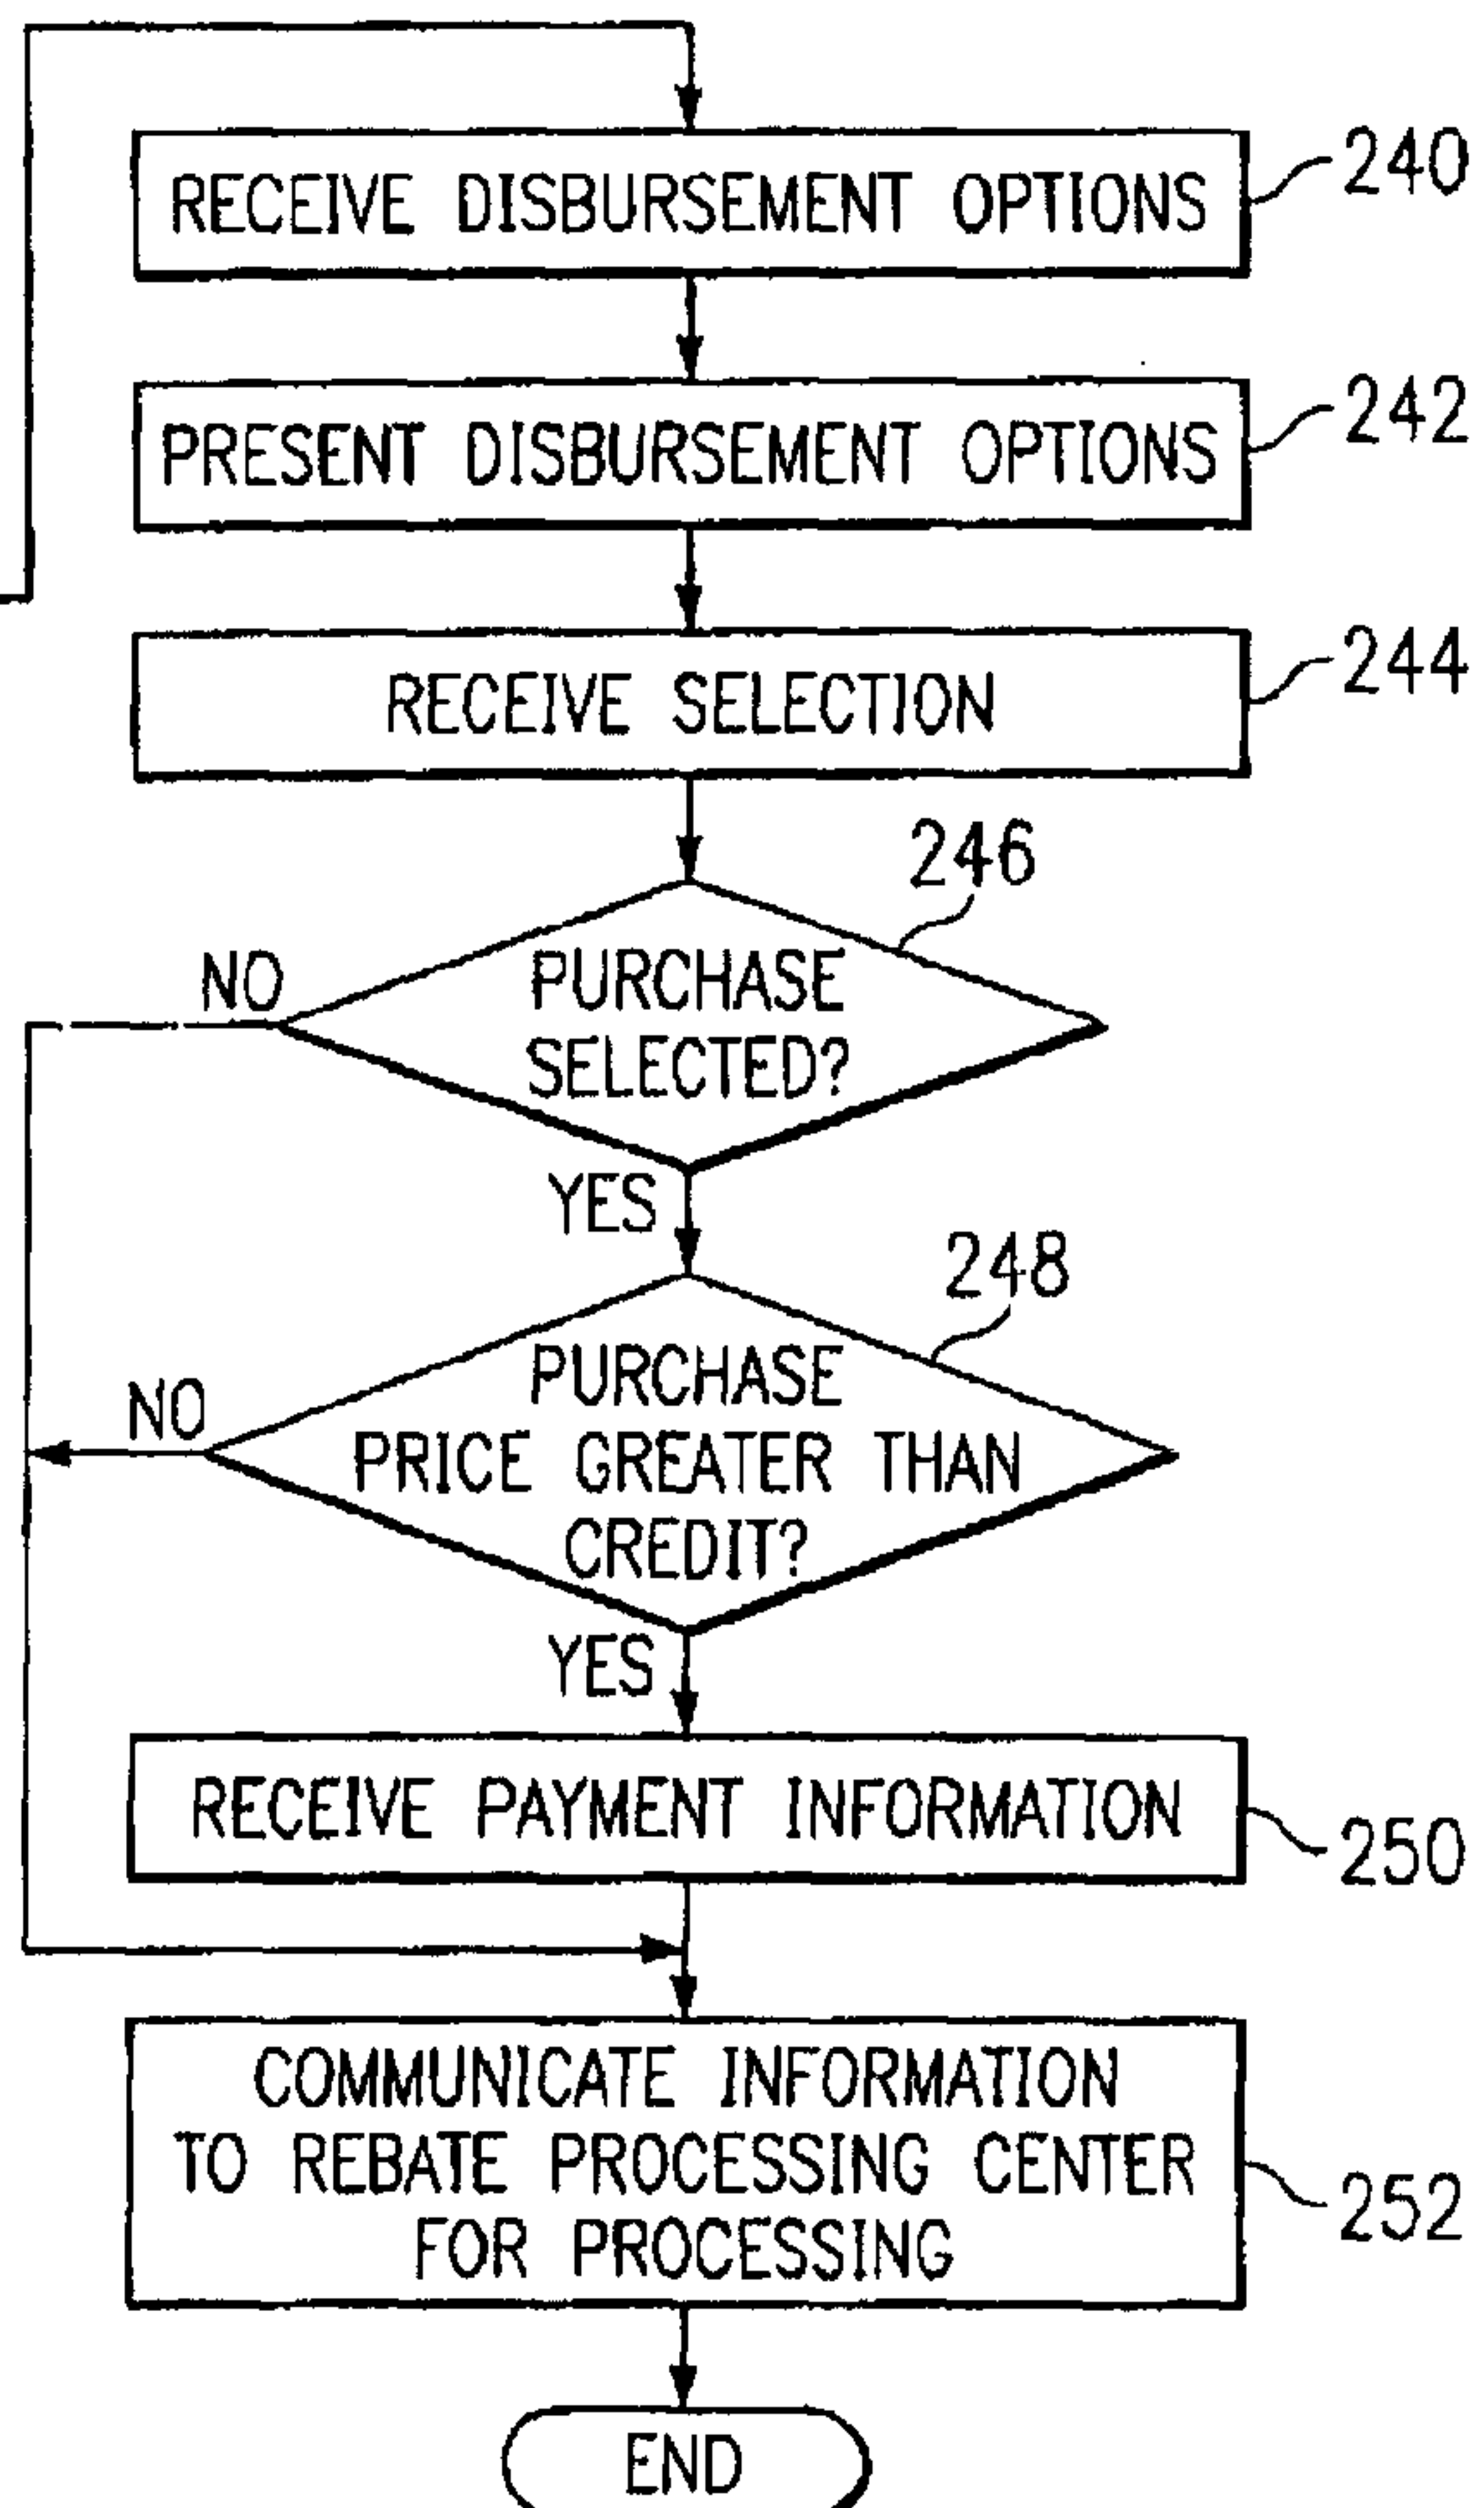 RECEIVE DISBURSEMENT OPTIONS
240
PRESENT DISBURSEMENT OPTIONS
242
RECEIVE SELECTION
244
246
NO
PURCHASE
SELECTED?
YES
248
NO
PURCHASE
PRICE GREATER THAN
CREDIT?
YES
RECEIVE PAYMENT INFORMATION
250
COMMUNICATE INFORMATION
TO REBATE PROCESSING CENTER
FOR PROCESSING
252
END